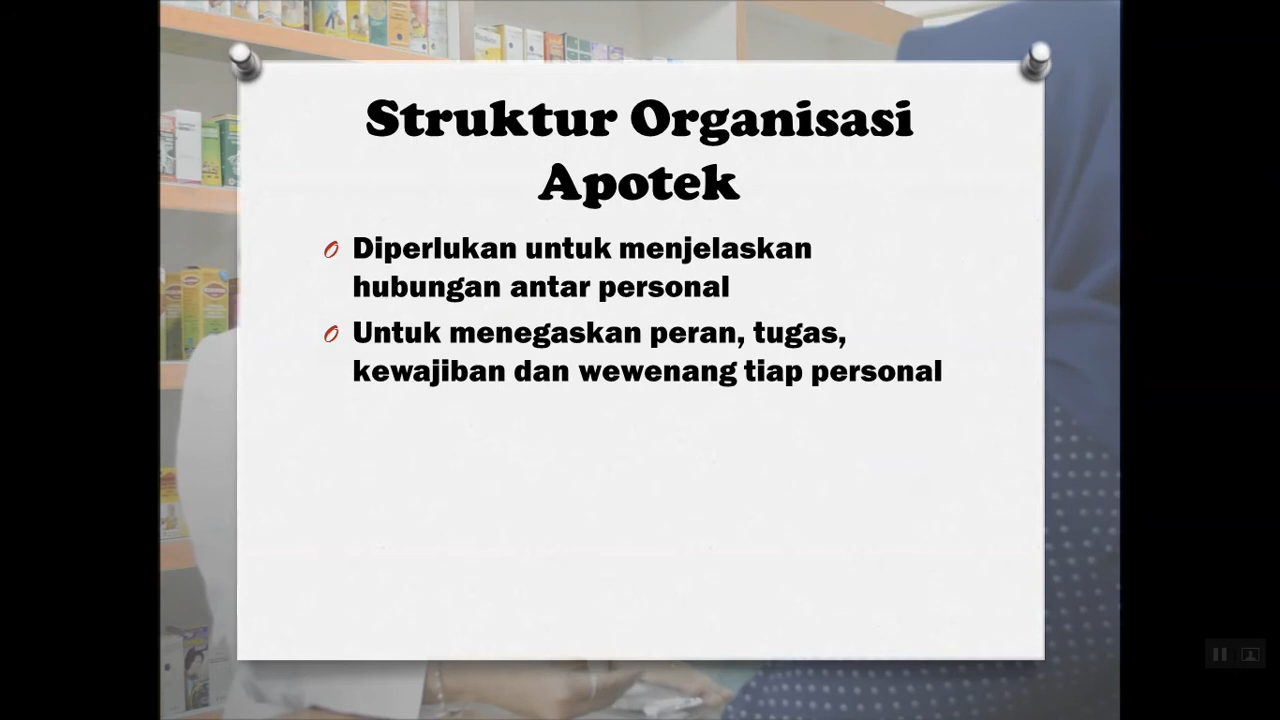 Struktur Organisasi
Apotek
Diperlukan untuk menjelaskan
hubungan antar personal
Untuk menegaskan peran, tugas,
kewajiban dan wewenang tiap personal